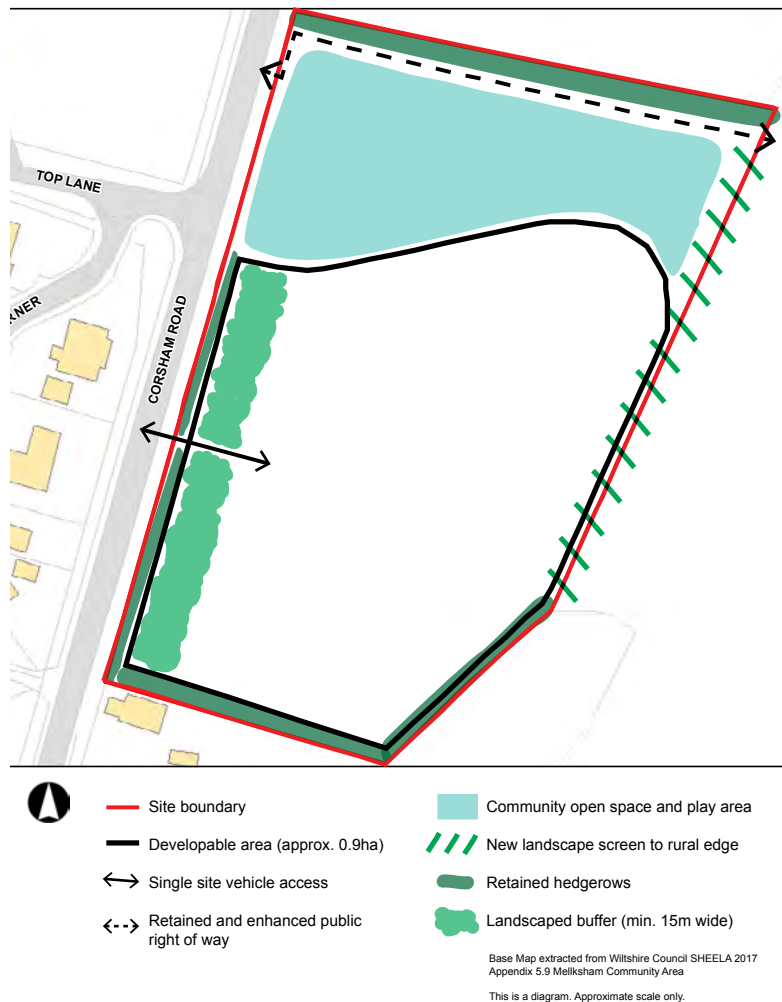 TOP LANE
RNER
CORSHAM ROAD
Site boundary
Developable area (approx. 0.9ha)
Single site vehicle access
Retained and enhanced public
right of way
Community open space and play area
New landscape screen to rural edge
Retained hedgerows
Landscaped buffer (min. 15m wide)
Base Map extracted from Wiltshire Council SHEELA 2017
Appendix 5.9 Mellksham Community Area
This is a diagram. Approximate scale only.